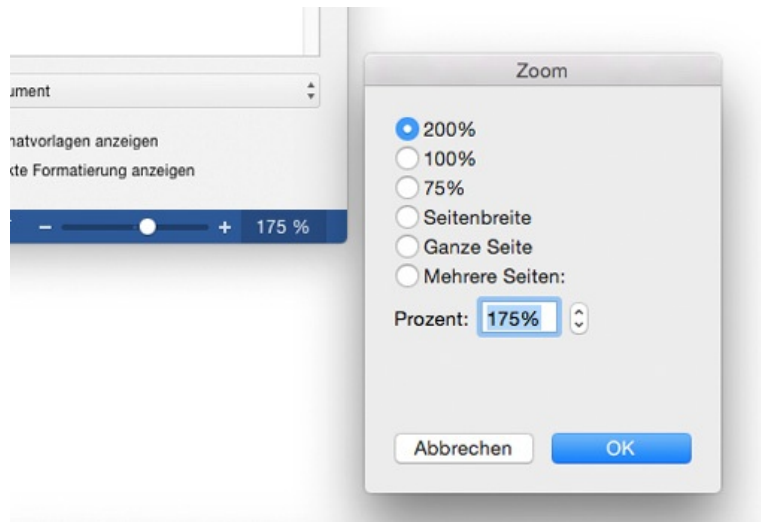 ument
natvorlagen anzeigen
kte Formatierung anzeigen
− + 175 %
Zoom
200%
100%
75%
Seitenbreite
Ganze Seite
Mehrere Seiten:
Prozent: 175%
Abbrechen OK